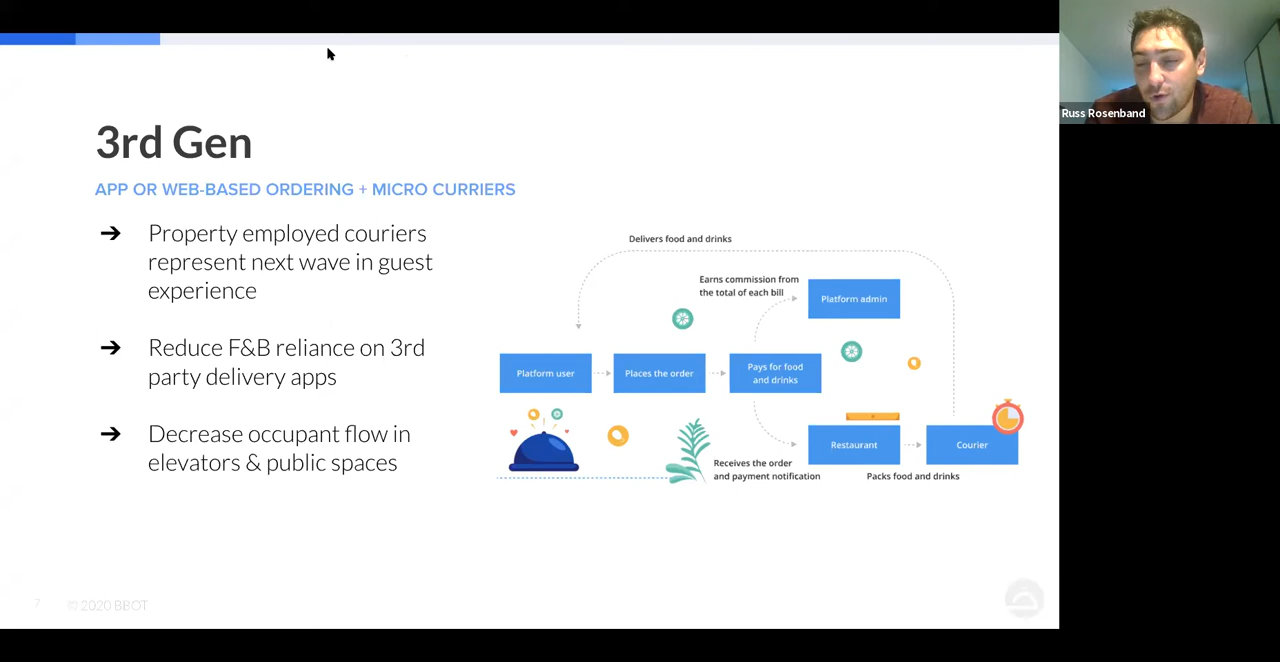 Russ Rosenband
3rd Gen
APP OR WEB-BASED ORDERING + MICRO CURRIERS
➔ Property employed couriers
represent next wave in guest
experience
➔ Reduce F&B reliance on 3rd
party delivery apps
➔ Decrease occupant flow in
elevators & public spaces
Delivers food and drinks
Earns commission from
the total of each bill
Platform admin
Platform user
Places the order
Pays for food
and drinks
Restaurant
Courier
Receives the order
and payment notification
Packs food and drinks
7
© 2020 BBOT